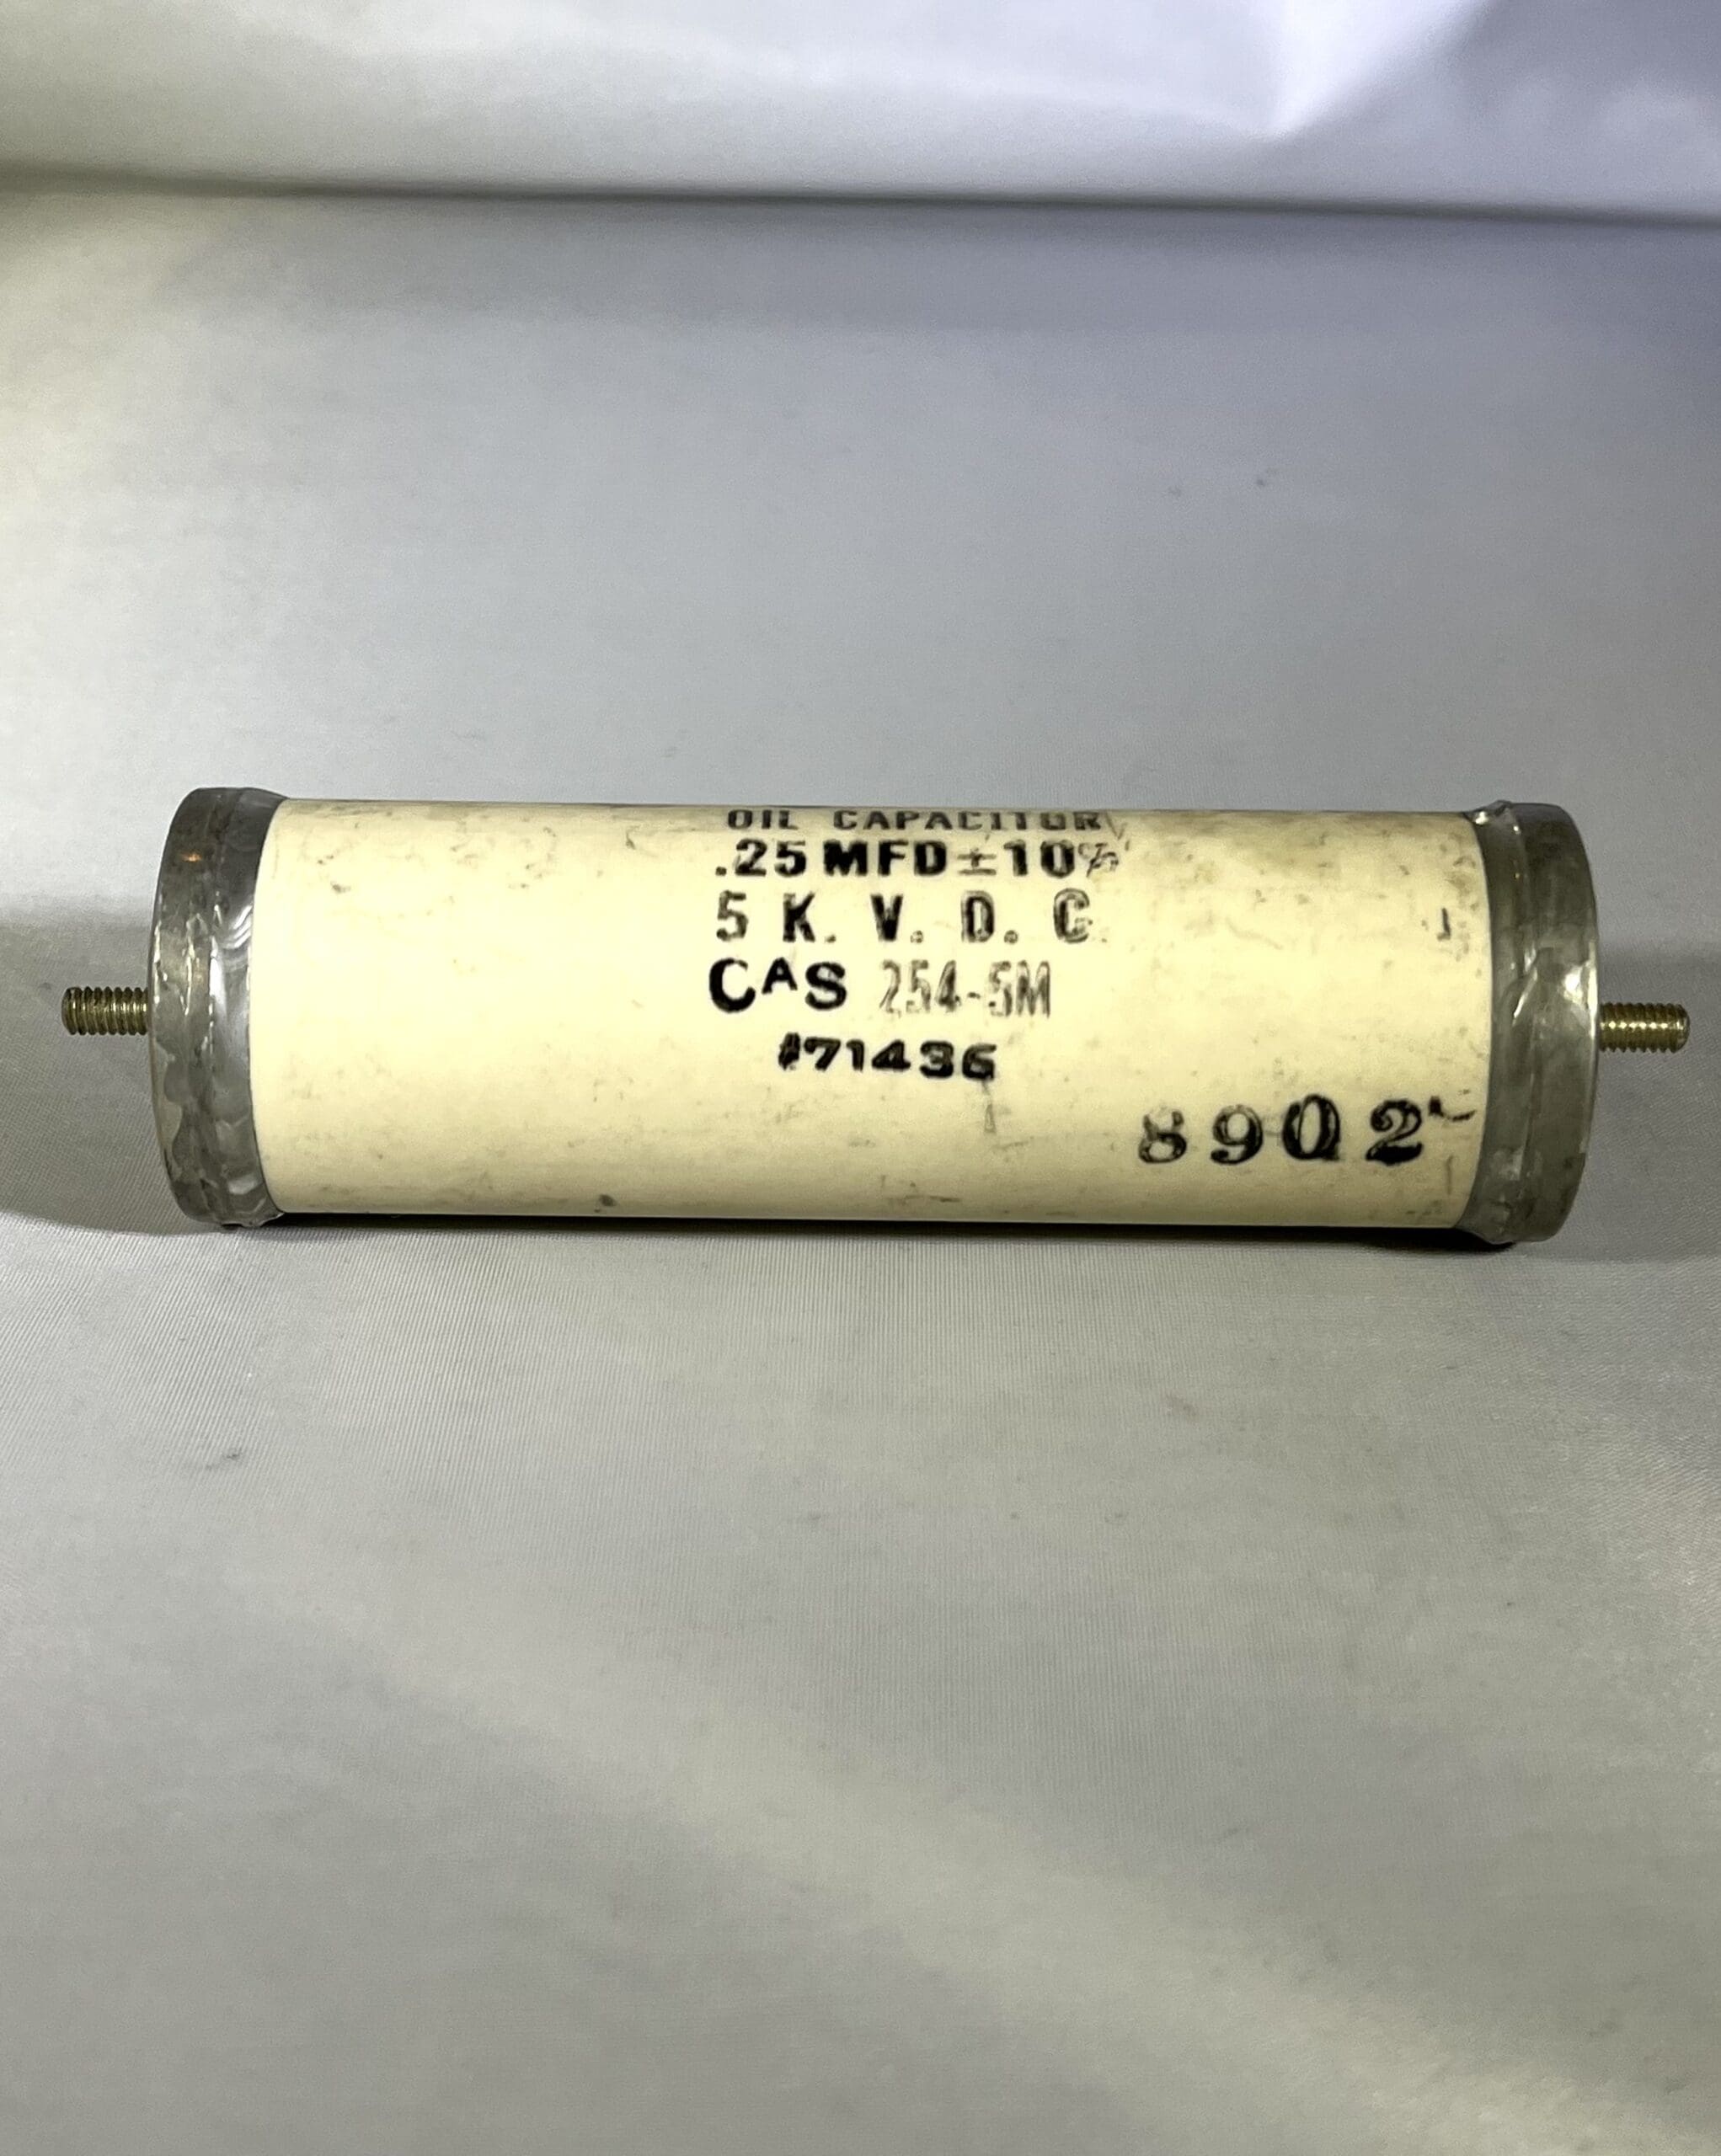 OIL CAPACITOR
.25 MFD ± 10%
5 K. V. D. C.
CAS 254-5M
#71436
8902